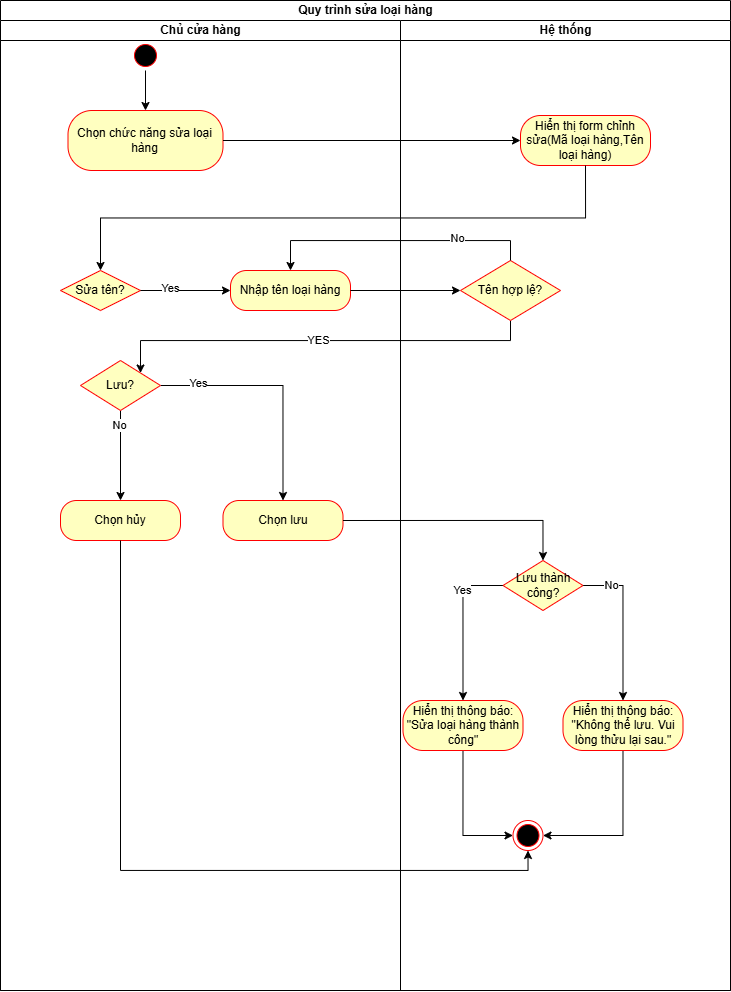 Quy trình sửa loại hàng
Chủ cửa hàng
Hệ thống
Chọn chức năng sửa loại
hàng
Hiển thị form chỉnh
sửa(Mã loại hàng,Tên
loại hàng)
No
Sửa tên?
Yes
Nhập tên loại hàng
Tên hợp lệ?
YES
Lưu?
Yes
No
Chọn hủy
Chọn lưu
Lưu thành
công?
Yes
No
Hiển thị thông báo:
"Sửa loại hàng thành
công"
Hiển thị thông báo:
"Không thể lưu. Vui
lòng thửu lại sau."